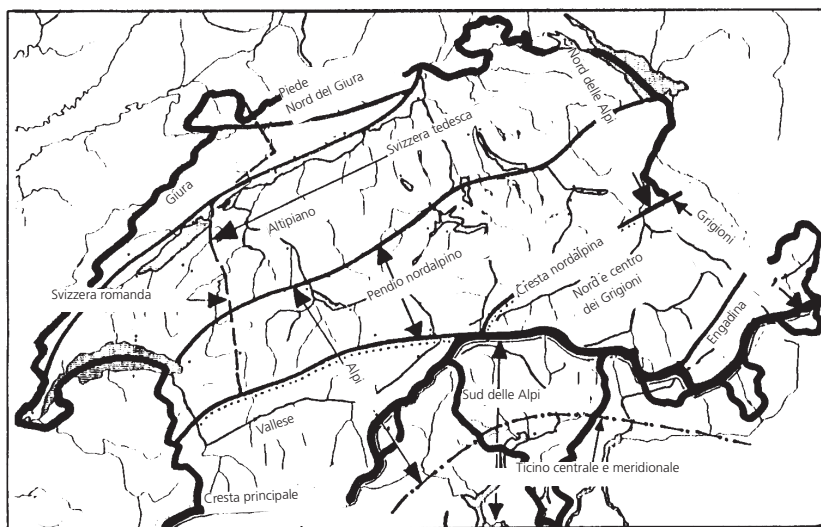 Piede
Nord del Giura
Nord delle Alpi
Svizzera tedesca
Giura
Altipiano
Grigioni
Svizzera romanda
Pendio nordalpino
Cresta nordalpina
Nord e centro
dei Grigioni
Engadina
Alpi
Sud delle Alpi
Vallese
Ticino centrale e meridionale
Cresta principale